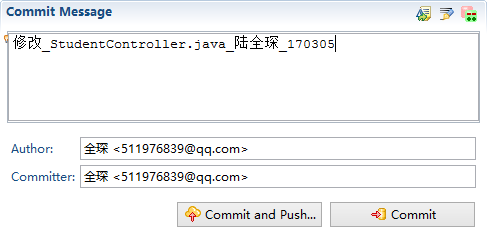 Commit Message
修改_StudentController.java_陆全琛_170305
Author:
全琛 <511976839@qq.com>
Committer:
全琛 <511976839@qq.com>
Commit and Push...
Commit